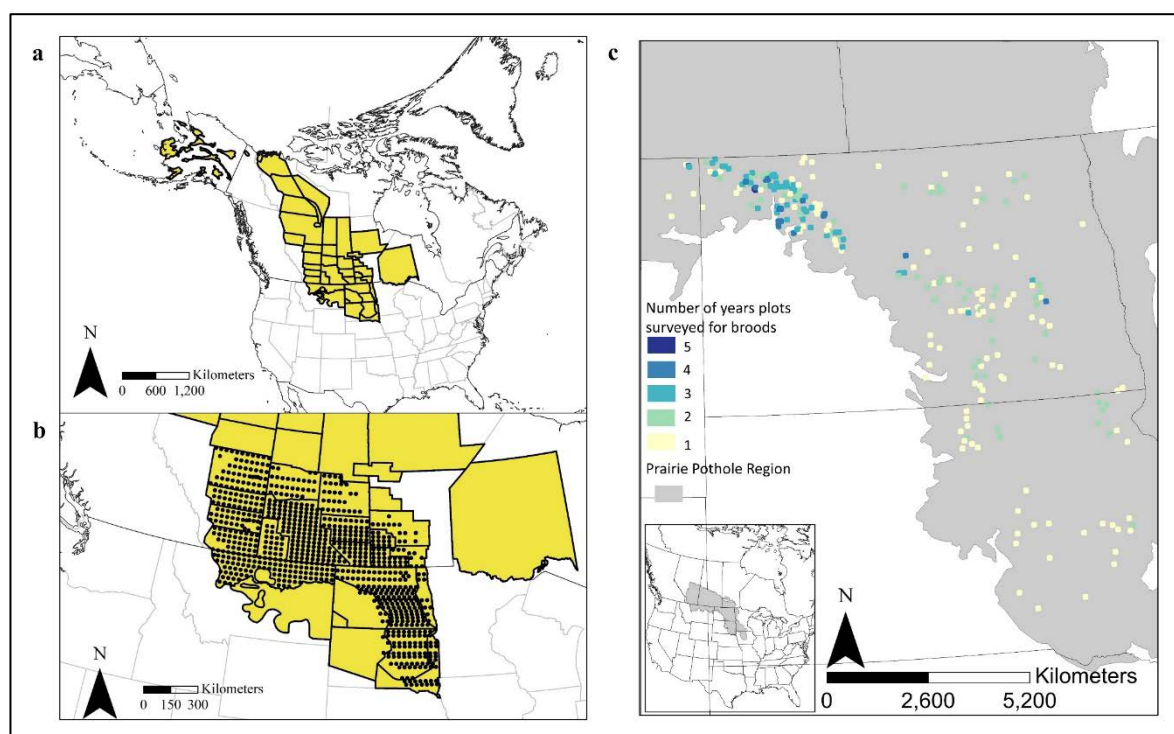 a
N
Kilometers
0 600 1,200
b
N
Kilometers
0 150 300
c
Number of years plots
surveyed for broods
5
4
3
2
1
Prairie Pothole Region
N
Kilometers
0 2,600 5,200